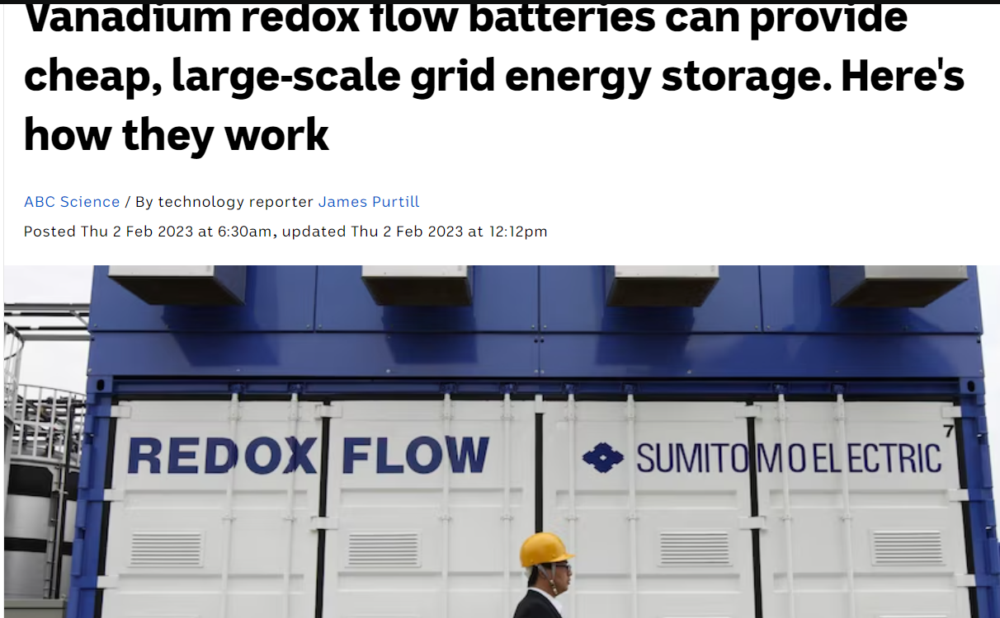 Vanadium redox flow batteries can provide
cheap, large-scale grid energy storage. Here's
how they work
ABC Science / By technology reporter James Purtill
Posted Thu 2 Feb 2023 at 6:30am, updated Thu 2 Feb 2023 at 12:12pm
7
REDOX FLOW SUMITOMO ELECTRIC